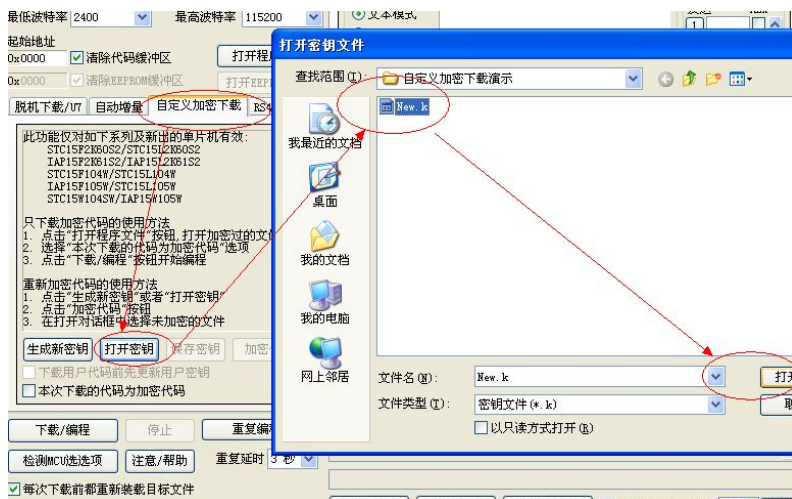 最低波特率 2400 最高波特率 115200
文本模式
起始地址
0x0000 清除代码缓冲区 打开程
0x0000 清除EEPROM缓冲区 打开EEP
脱机下载/U7 自动增量 自定义加密下载 RS4
此功能仅对如下系列及新出的单片机有效:
STC15F2K60S2/STC15L2K60S2
IAP15F2K61S2/IAP15L2K61S2
STC15F104W/STC15L104W
IAP15F105W/STC15L105W
STC15W104SW/IAP15W105W
只下载加密代码的使用方法
1. 点击"打开程序文件"按钮,打开加密过的文
2. 选择"本次下载的代码为加密代码"选项
3. 点击"下载/编程"按钮开始编程
重新加密代码的使用方法
1. 点击"生成新密钥"或者"打开密钥"
2. 点击"加密代码"按钮
3. 在打开对话框中选择未加密的文件
生成新密钥 打开密钥 保存密钥 加密
下载用户代码前先更新用户密钥
本次下载的代码为加密代码
下载/编程 停止 重复编
检测MCU选选项 注意/帮助 重复延时 3 秒
每次下载前都重新装载目标文件
打开密钥文件
查找范围(I): 自定义加密下载演示
New.k
我最近的文档
桌面
我的文档
我的电脑
网上邻居
文件名(N): New.k 打开
文件类型(T): 密钥文件(*.k) 取
以只读方式打开(R)